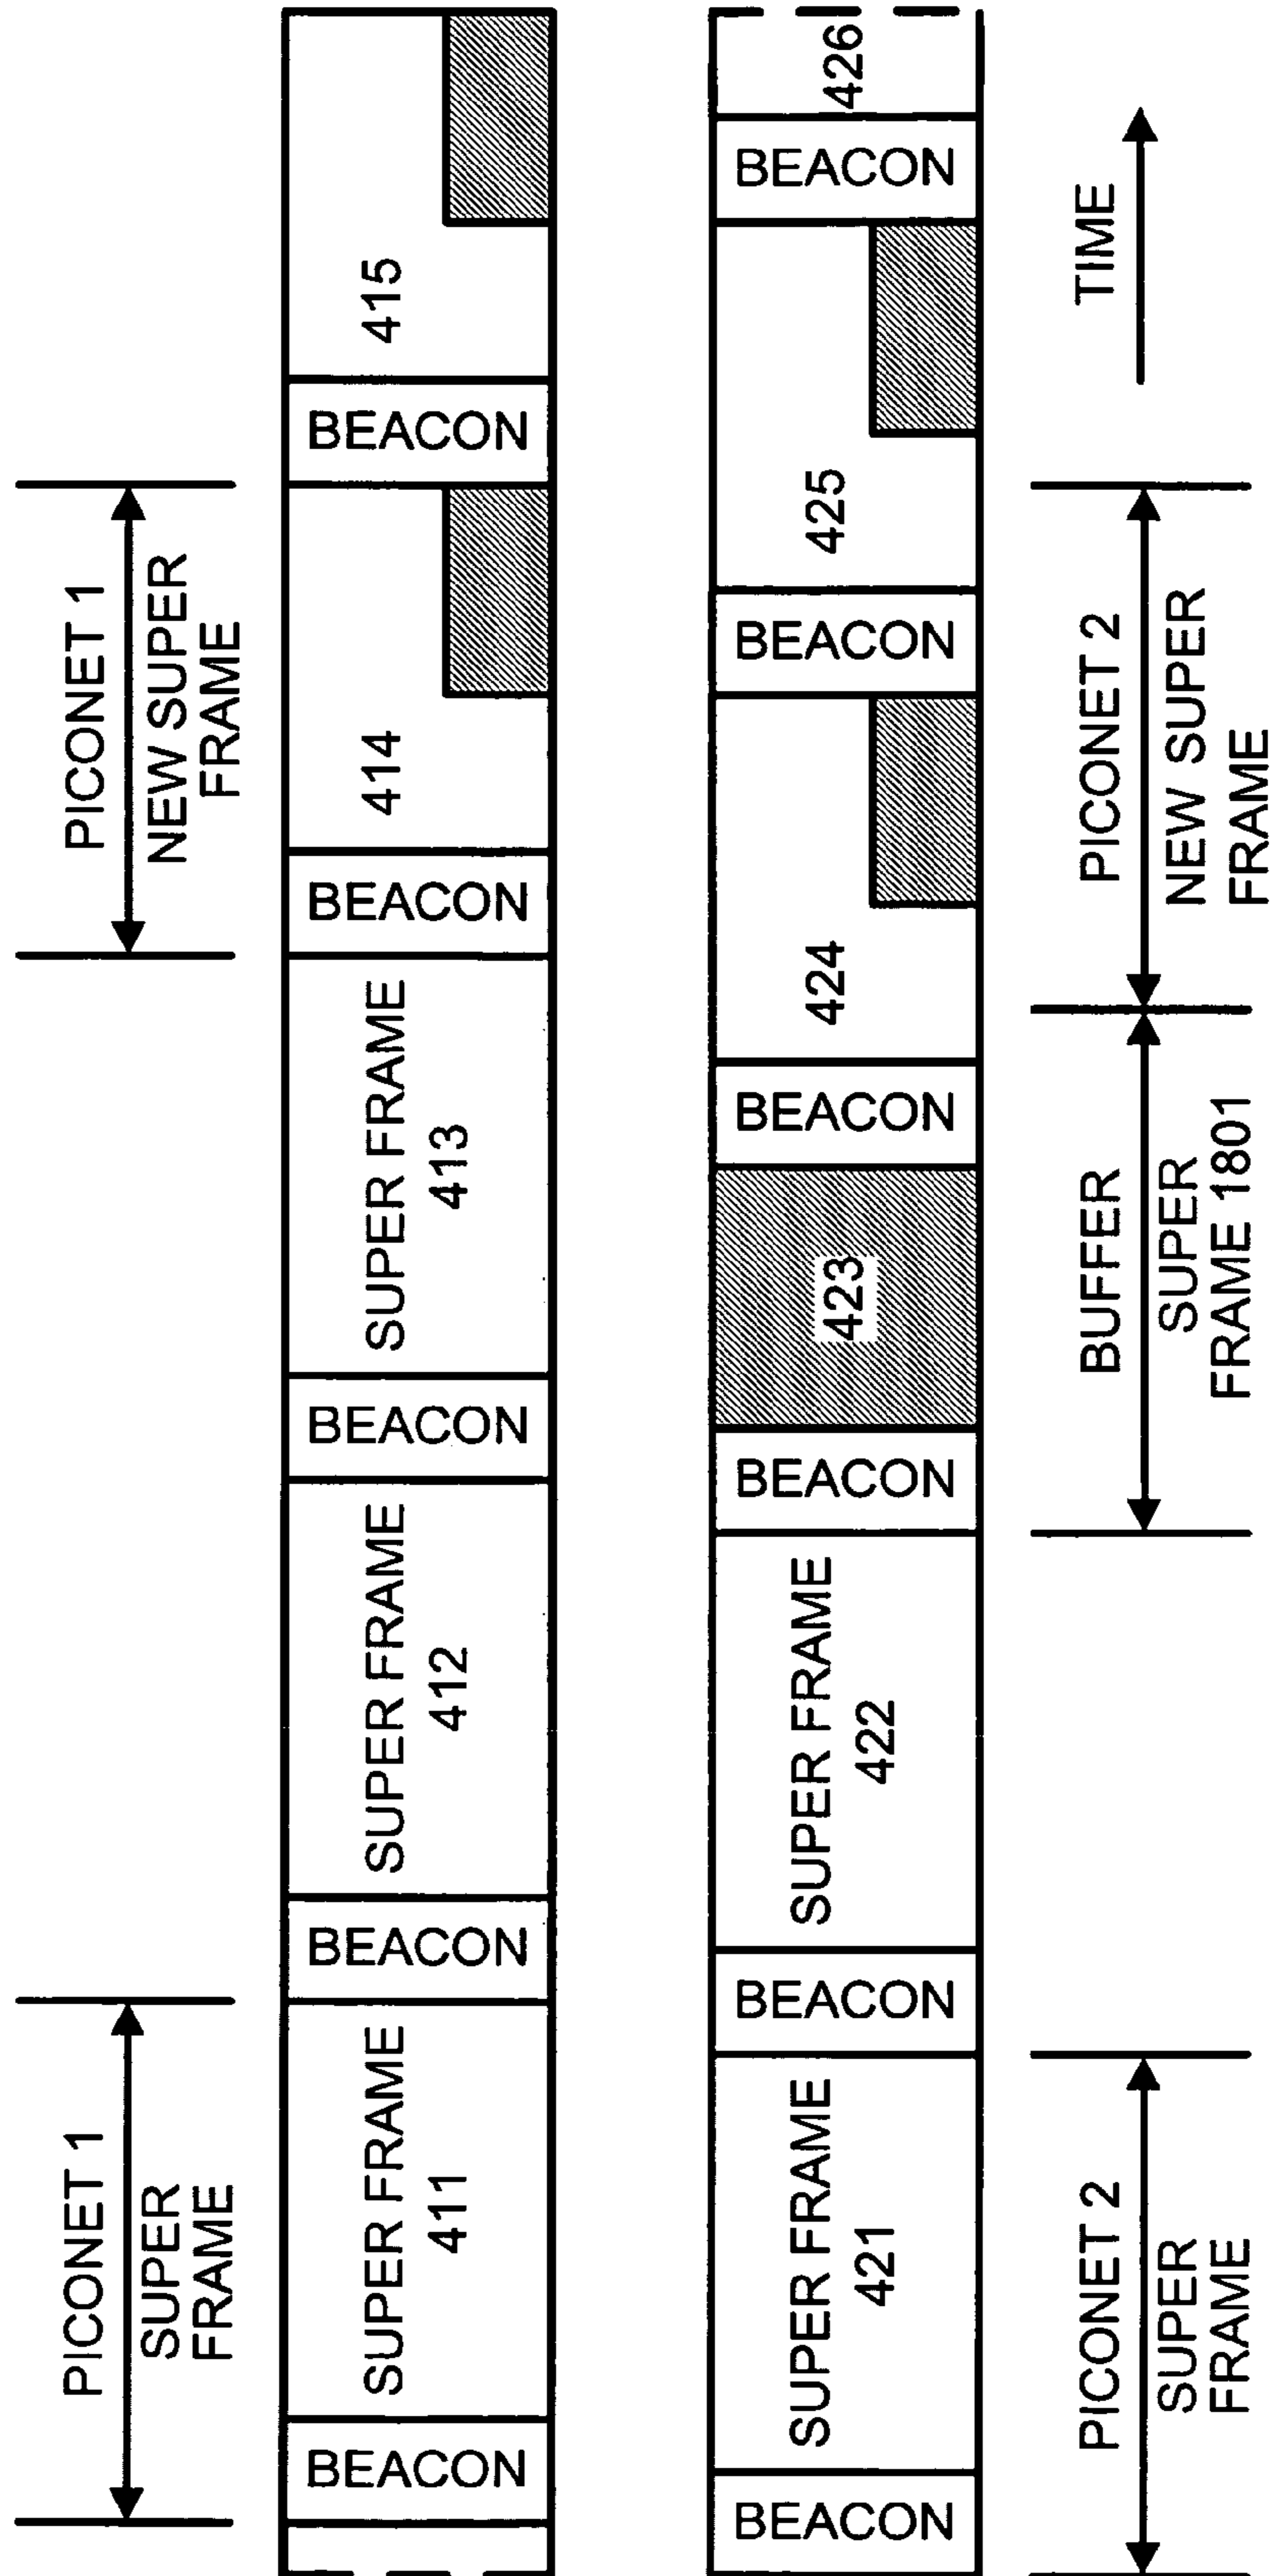 PICONET 1
SUPER
FRAME
PICONET 1
NEW SUPER
FRAME
BEACON
SUPER FRAME
411
BEACON
SUPER FRAME
412
BEACON
SUPER FRAME
413
BEACON
414
BEACON
415
BEACON
SUPER FRAME
421
BEACON
SUPER FRAME
422
BEACON
423
BEACON
424
BEACON
425
BEACON
426
PICONET 2
SUPER
FRAME
BUFFER
SUPER
FRAME 1801
PICONET 2
NEW SUPER
FRAME
TIME